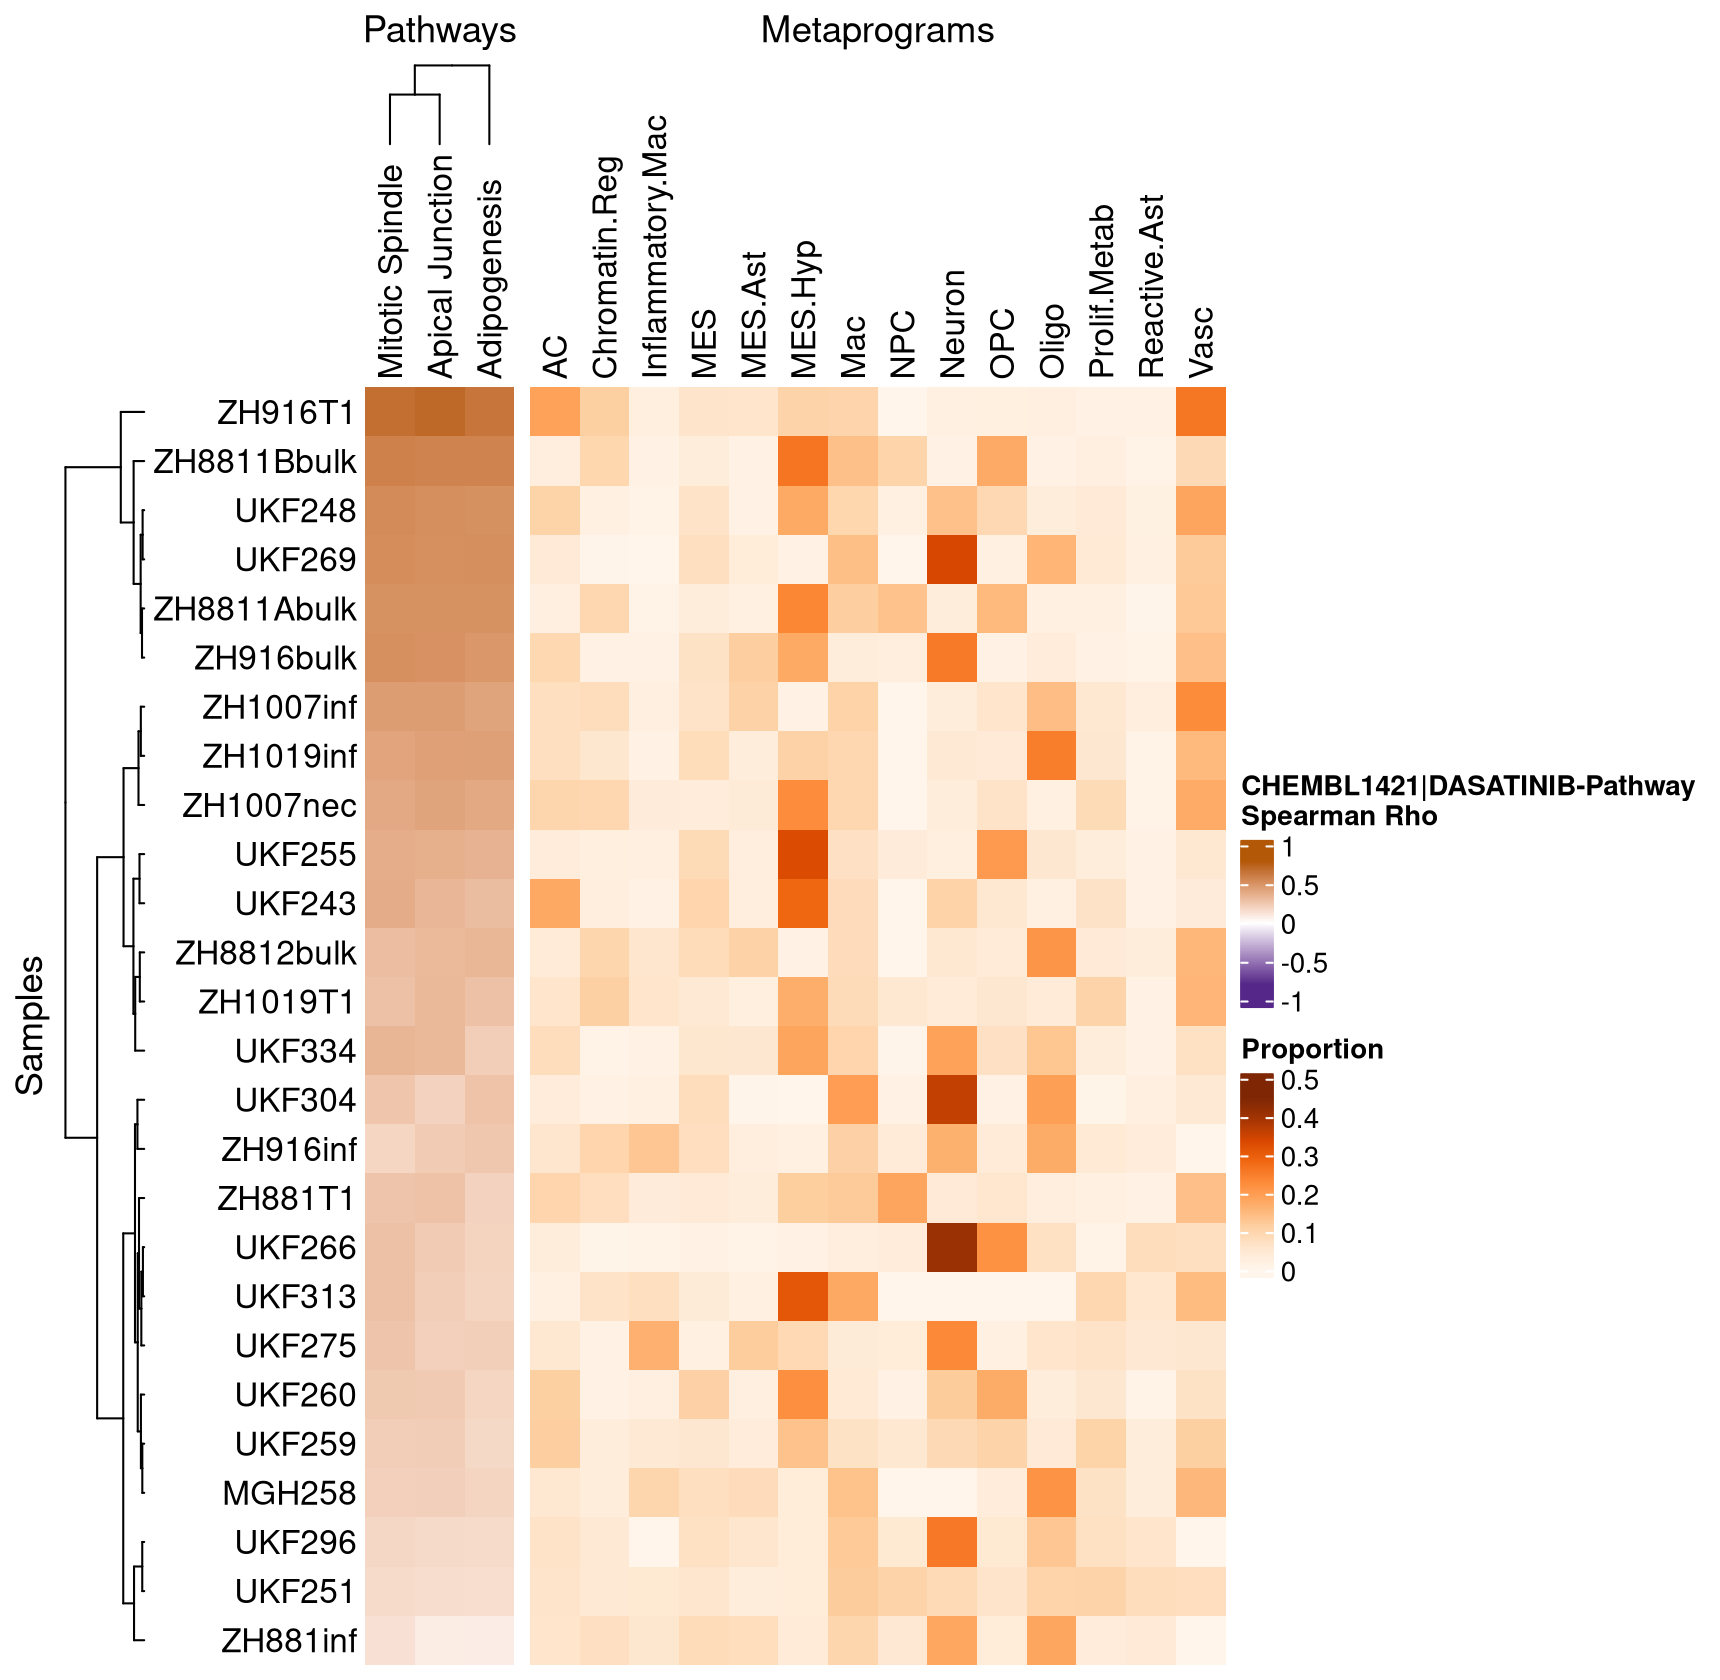 Pathways
Metaprograms
Mitotic Spindle
Apical Junction
Adipogenesis
AC
Chromatin.Reg
Inflammatory.Mac
MES
MES.Ast
MES.Hyp
Mac
NPC
Neuron
OPC
Oligo
Prolif.Metab
Reactive.Ast
Vasc
Samples
ZH916T1
ZH8811Bbulk
UKF248
UKF269
ZH8811Abulk
ZH916bulk
ZH1007inf
ZH1019inf
ZH1007nec
UKF255
UKF243
ZH8812bulk
ZH1019T1
UKF334
UKF304
ZH916inf
ZH881T1
UKF266
UKF313
UKF275
UKF260
UKF259
MGH258
UKF296
UKF251
ZH881inf
CHEMBL1421|DASATINIB-Pathway
Spearman Rho
1
0.5
0
-0.5
-1
Proportion
0.5
0.4
0.3
0.2
0.1
0